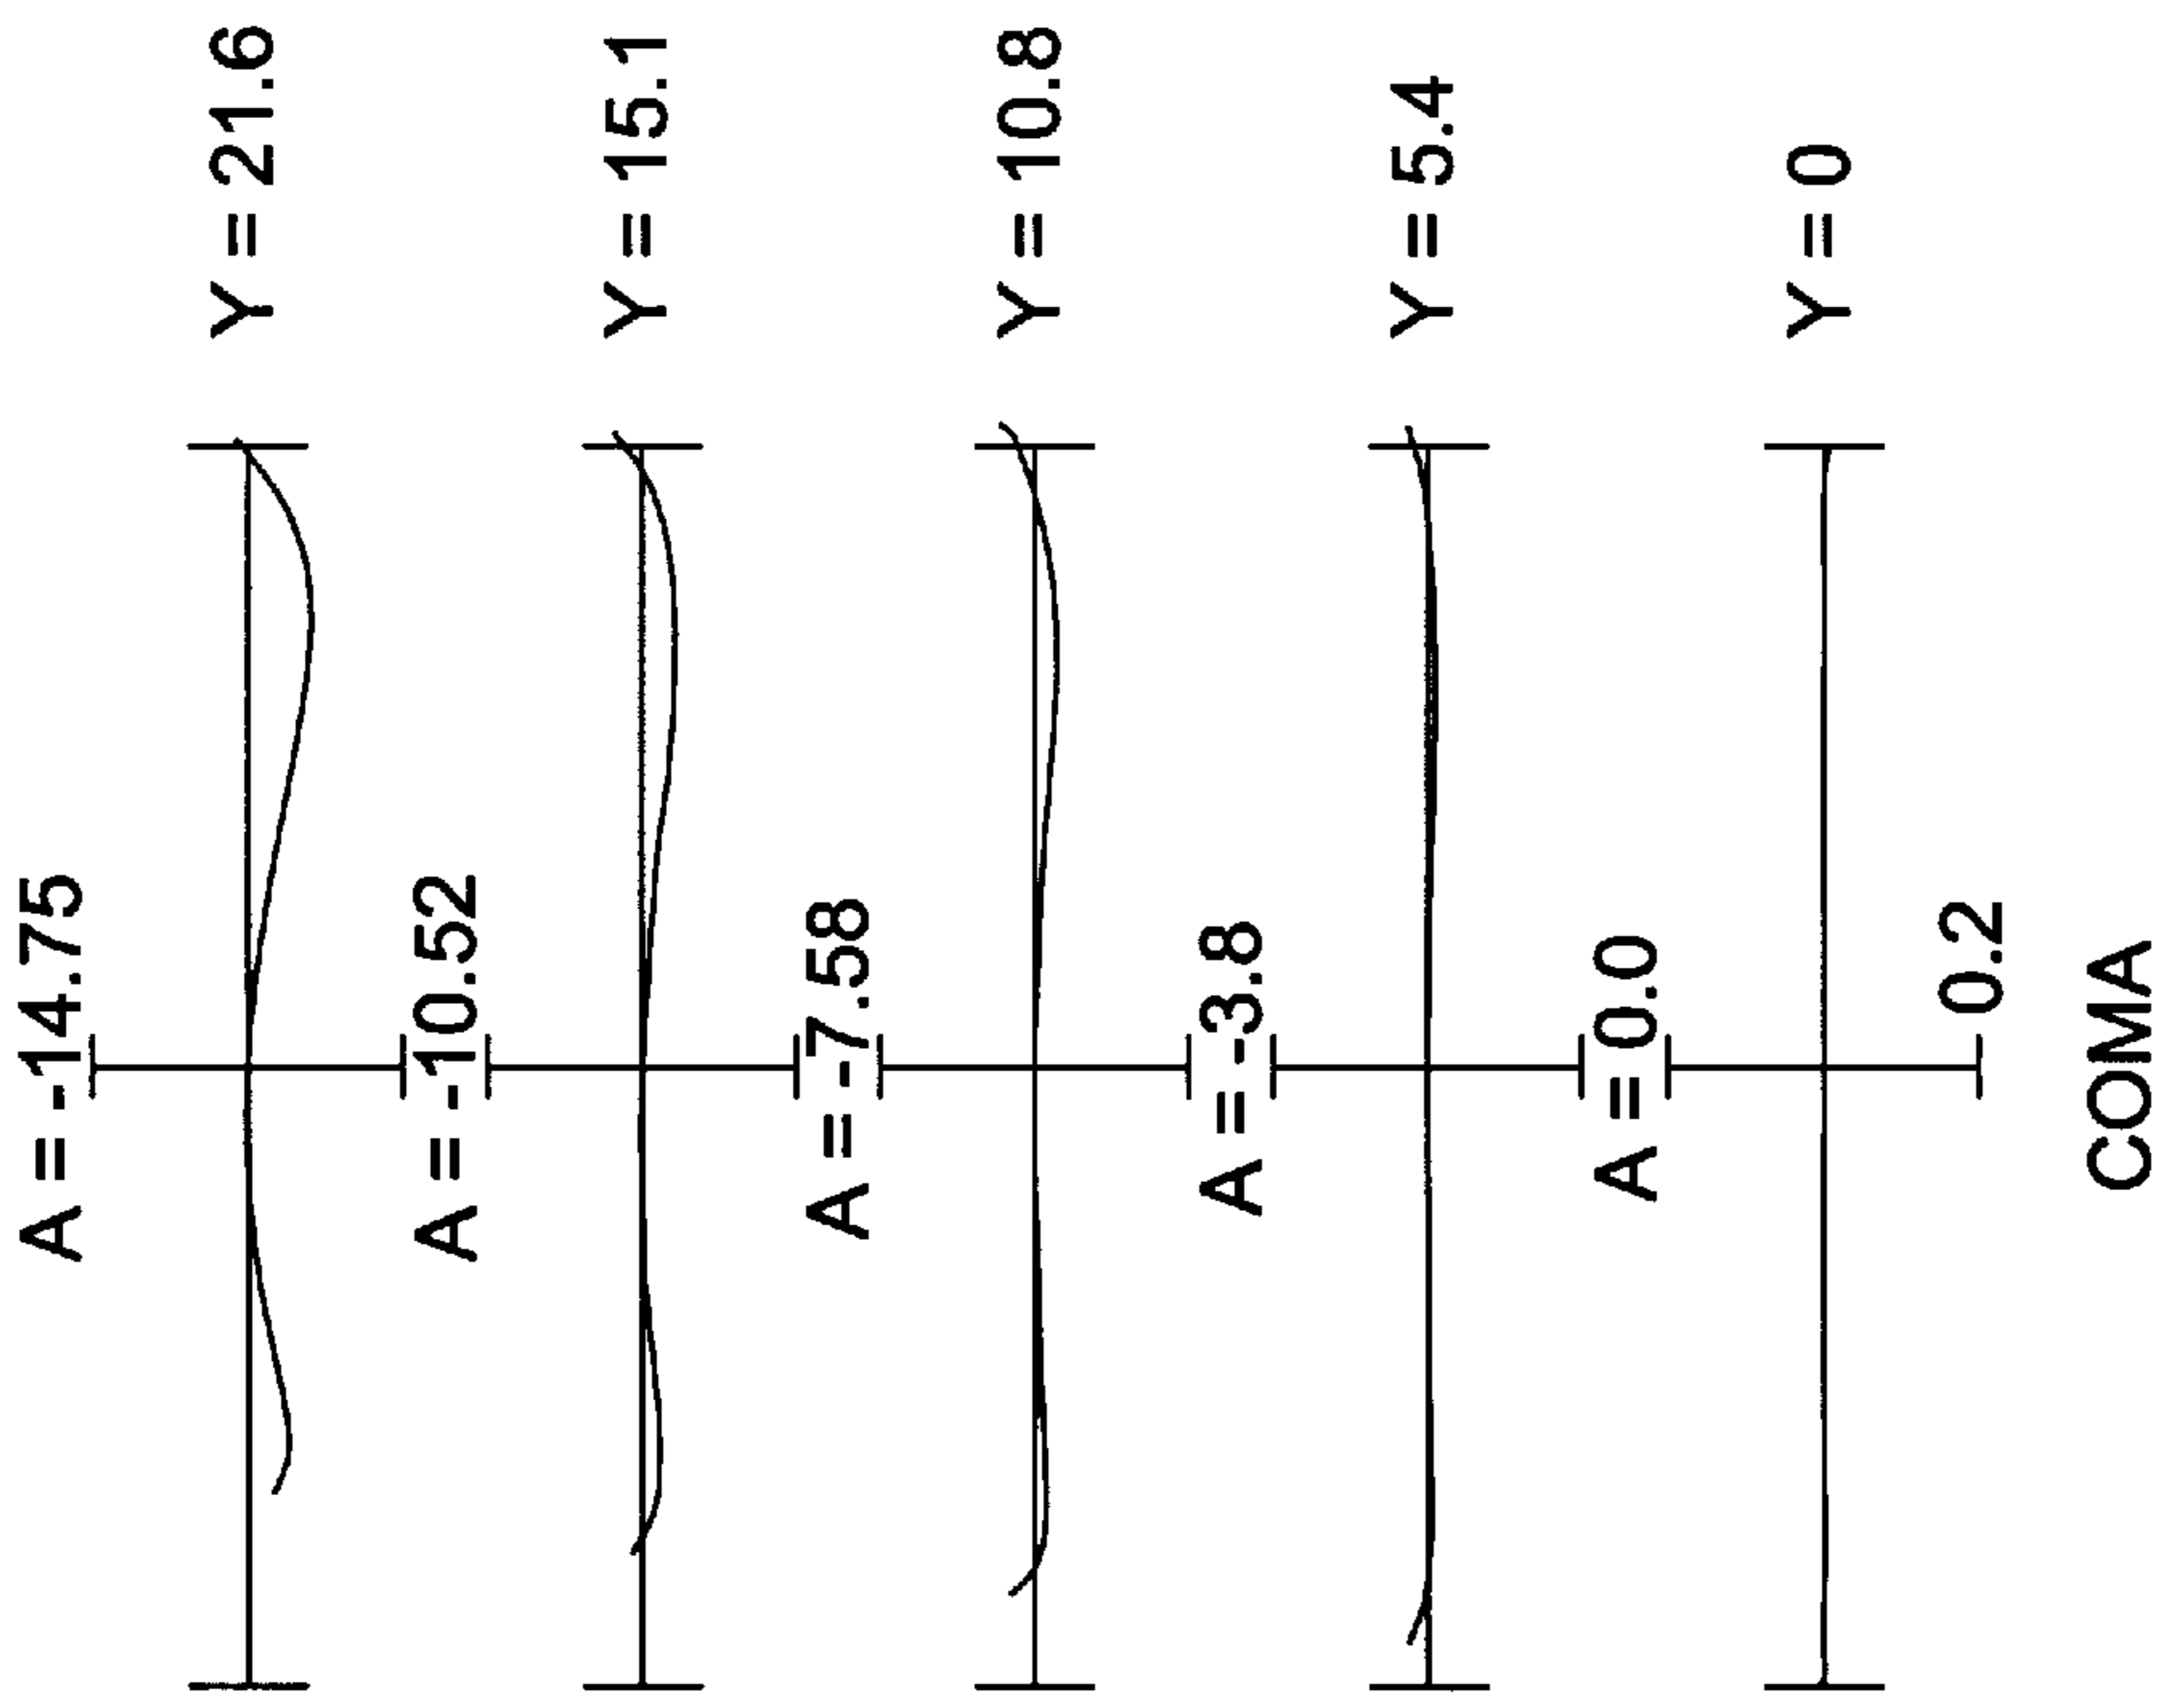 A = -14.75
Y = 21.6
A = -10.52
Y = 15.1
A = -7.58
Y = 10.8
A = -3.8
Y = 5.4
A = 0.0
Y = 0
0.2
COMA